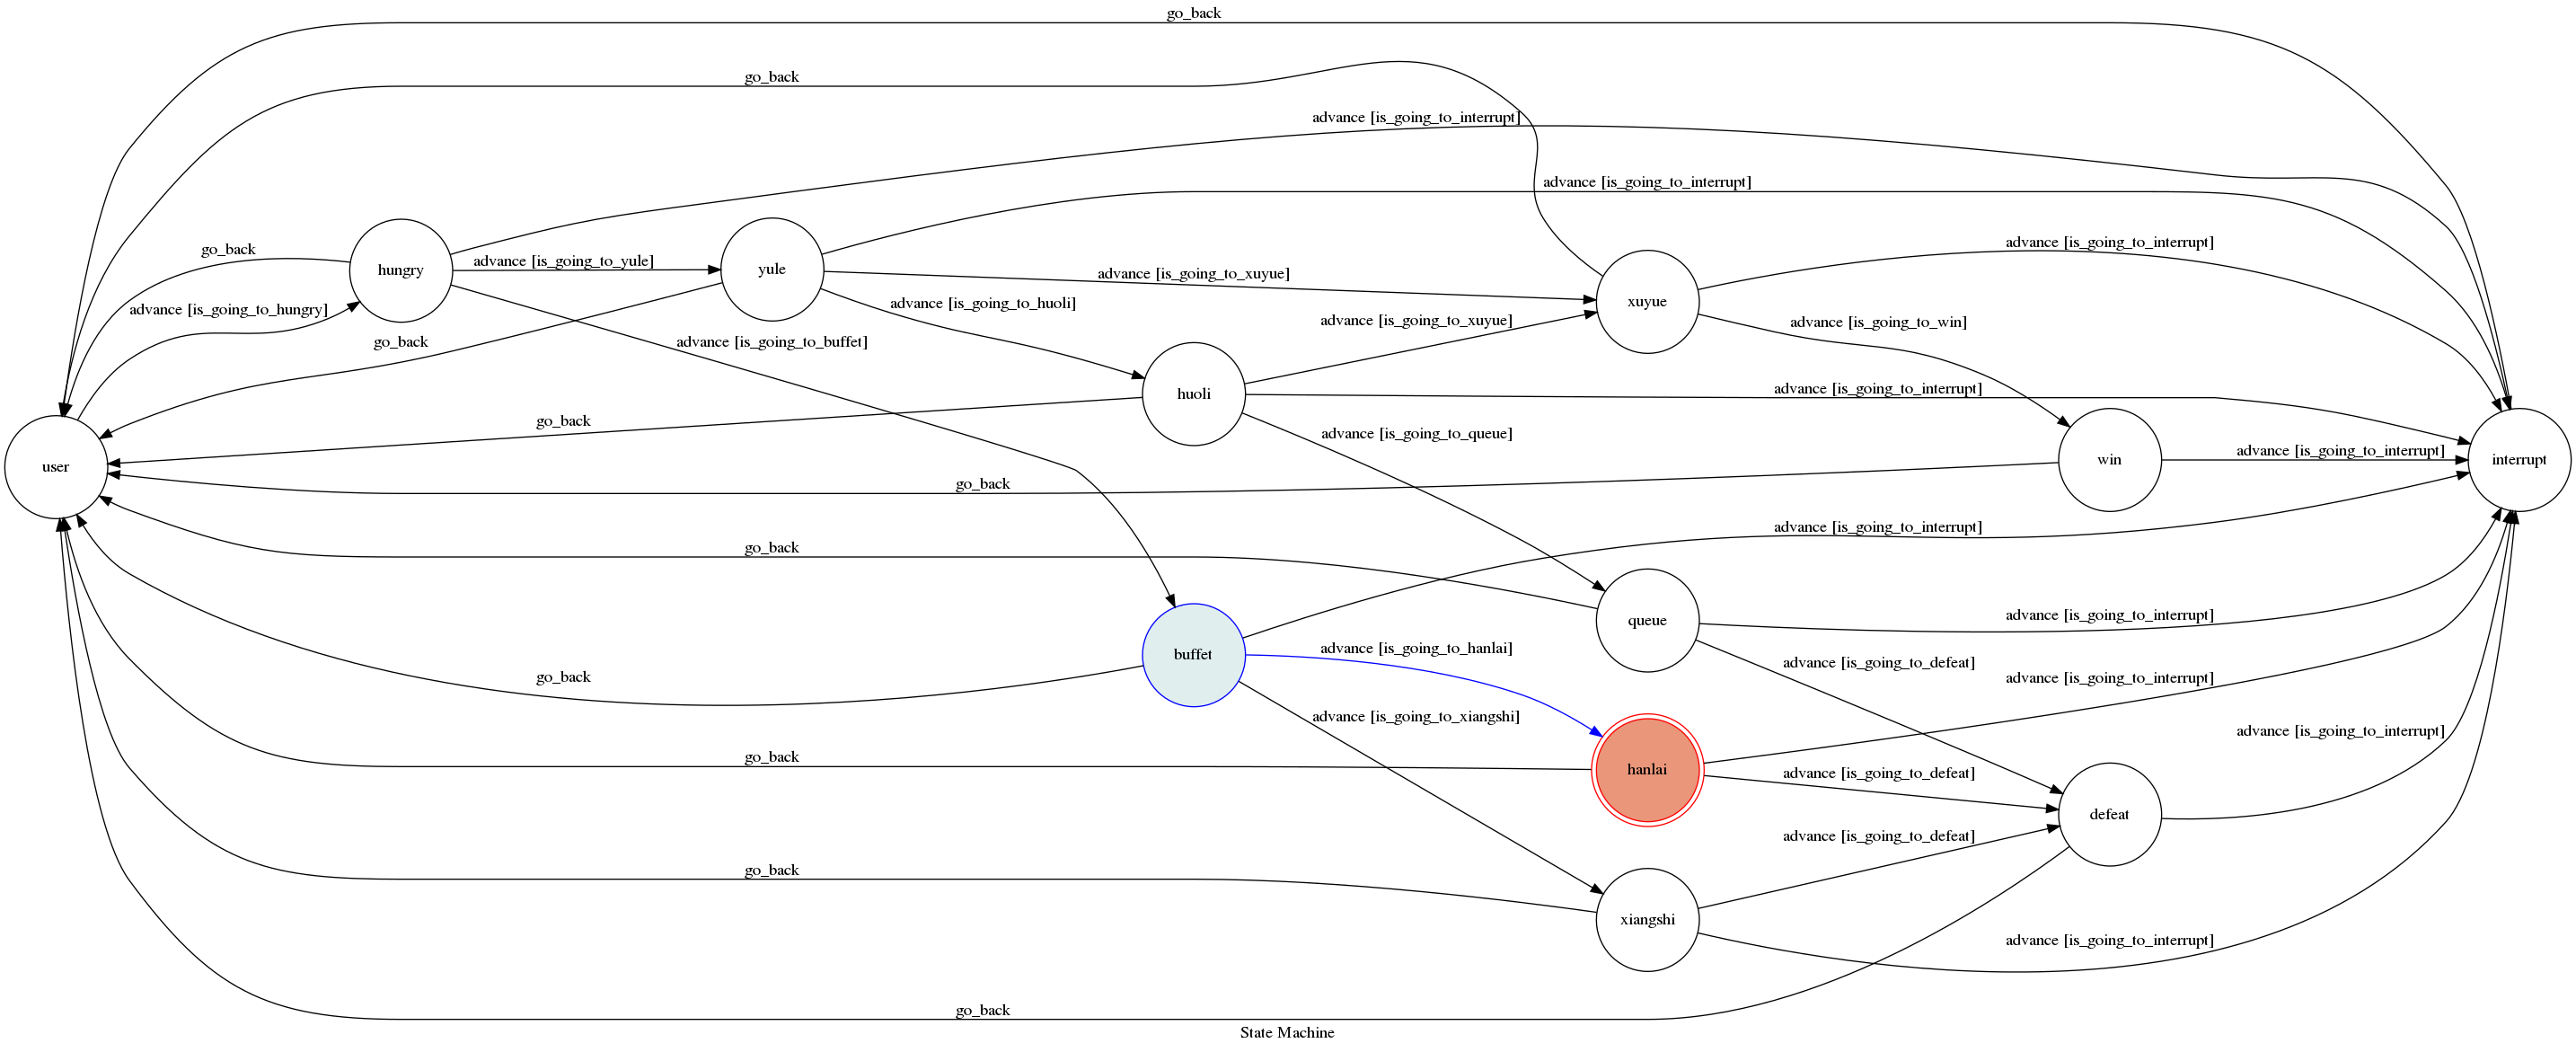 go_back
go_back
advance [is_going_to_interrupt]
advance [is_going_to_interrupt]
go_back
advance [is_going_to_interrupt]
hungry
advance [is_going_to_yule]
yule
advance [is_going_to_xuyue]
xuyue
advance [is_going_to_hungry]
advance [is_going_to_huoli]
advance [is_going_to_xuyue]
advance [is_going_to_win]
go_back
advance [is_going_to_buffet]
huoli
advance [is_going_to_interrupt]
go_back
advance [is_going_to_queue]
user
win
advance [is_going_to_interrupt]
interrupt
go_back
advance [is_going_to_interrupt]
go_back
queue
advance [is_going_to_interrupt]
buffet
advance [is_going_to_hanlai]
advance [is_going_to_defeat]
go_back
advance [is_going_to_interrupt]
advance [is_going_to_xiangshi]
advance [is_going_to_interrupt]
go_back
hanlai
advance [is_going_to_defeat]
defeat
advance [is_going_to_defeat]
go_back
xiangshi
advance [is_going_to_interrupt]
go_back
State Machine